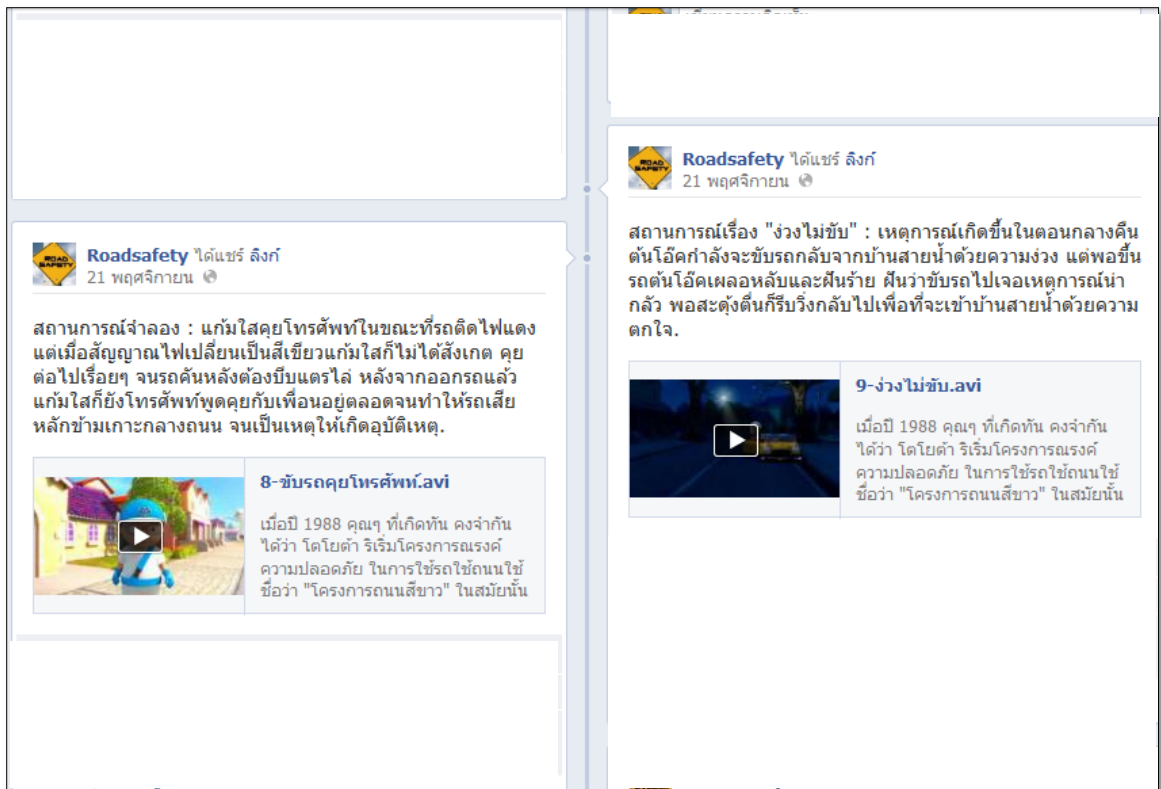 Roadsafety ได้แชร์ ลิงก์
21 พฤศจิกายน
สถานการณ์จำลอง : แก้มใสคุยโทรศัพท์ในขณะที่รถติดไฟแดง
แต่เมื่อสัญญาณไฟเปลี่ยนเป็นสีเขียวแก้มใสก็ไม่ได้สังเกต คุย
ต่อไปเรื่อยๆ จนรถคันหลังต้องบีบแตรไล่ หลังจากออกรถแล้ว
แก้มใสก็ยังโทรศัพท์พูดคุยกับเพื่อนอยู่ตลอดจนทำให้รถเสีย
หลักข้ามเกาะกลางถนน จนเป็นเหตุให้เกิดอุบัติเหตุ.
8-ขับรถคุยโทรศัพท์.avi
เมื่อปี 1988 คุณๆ ที่เกิดทัน คงจำกัน
ได้ว่า โตโยต้า ริเริ่มโครงการณรงค์
ความปลอดภัย ในการใช้รถใช้ถนนใช้
ชื่อว่า "โครงการถนนสีขาว" ในสมัยนั้น
Roadsafety ได้แชร์ ลิงก์
21 พฤศจิกายน
สถานการณ์เรื่อง "ง่วงไม่ขับ" : เหตุการณ์เกิดขึ้นในตอนกลางคืน
ต้นโอ๊คกำลังจะขับรถกลับจากบ้านสายน้ำด้วยความง่วง แต่พอขึ้น
รถต้นโอ๊คเผลอหลับและฝันร้าย ฝันว่าขับรถไปเจอเหตุการณ์น่า
กลัว พอสะดุ้งตื่นก็รีบวิ่งกลับไปเพื่อที่จะเข้าบ้านสายน้ำด้วยความ
ตกใจ.
9-ง่วงไม่ขับ.avi
เมื่อปี 1988 คุณๆ ที่เกิดทัน คงจำกัน
ได้ว่า โตโยต้า ริเริ่มโครงการณรงค์
ความปลอดภัย ในการใช้รถใช้ถนนใช้
ชื่อว่า "โครงการถนนสีขาว" ในสมัยนั้น